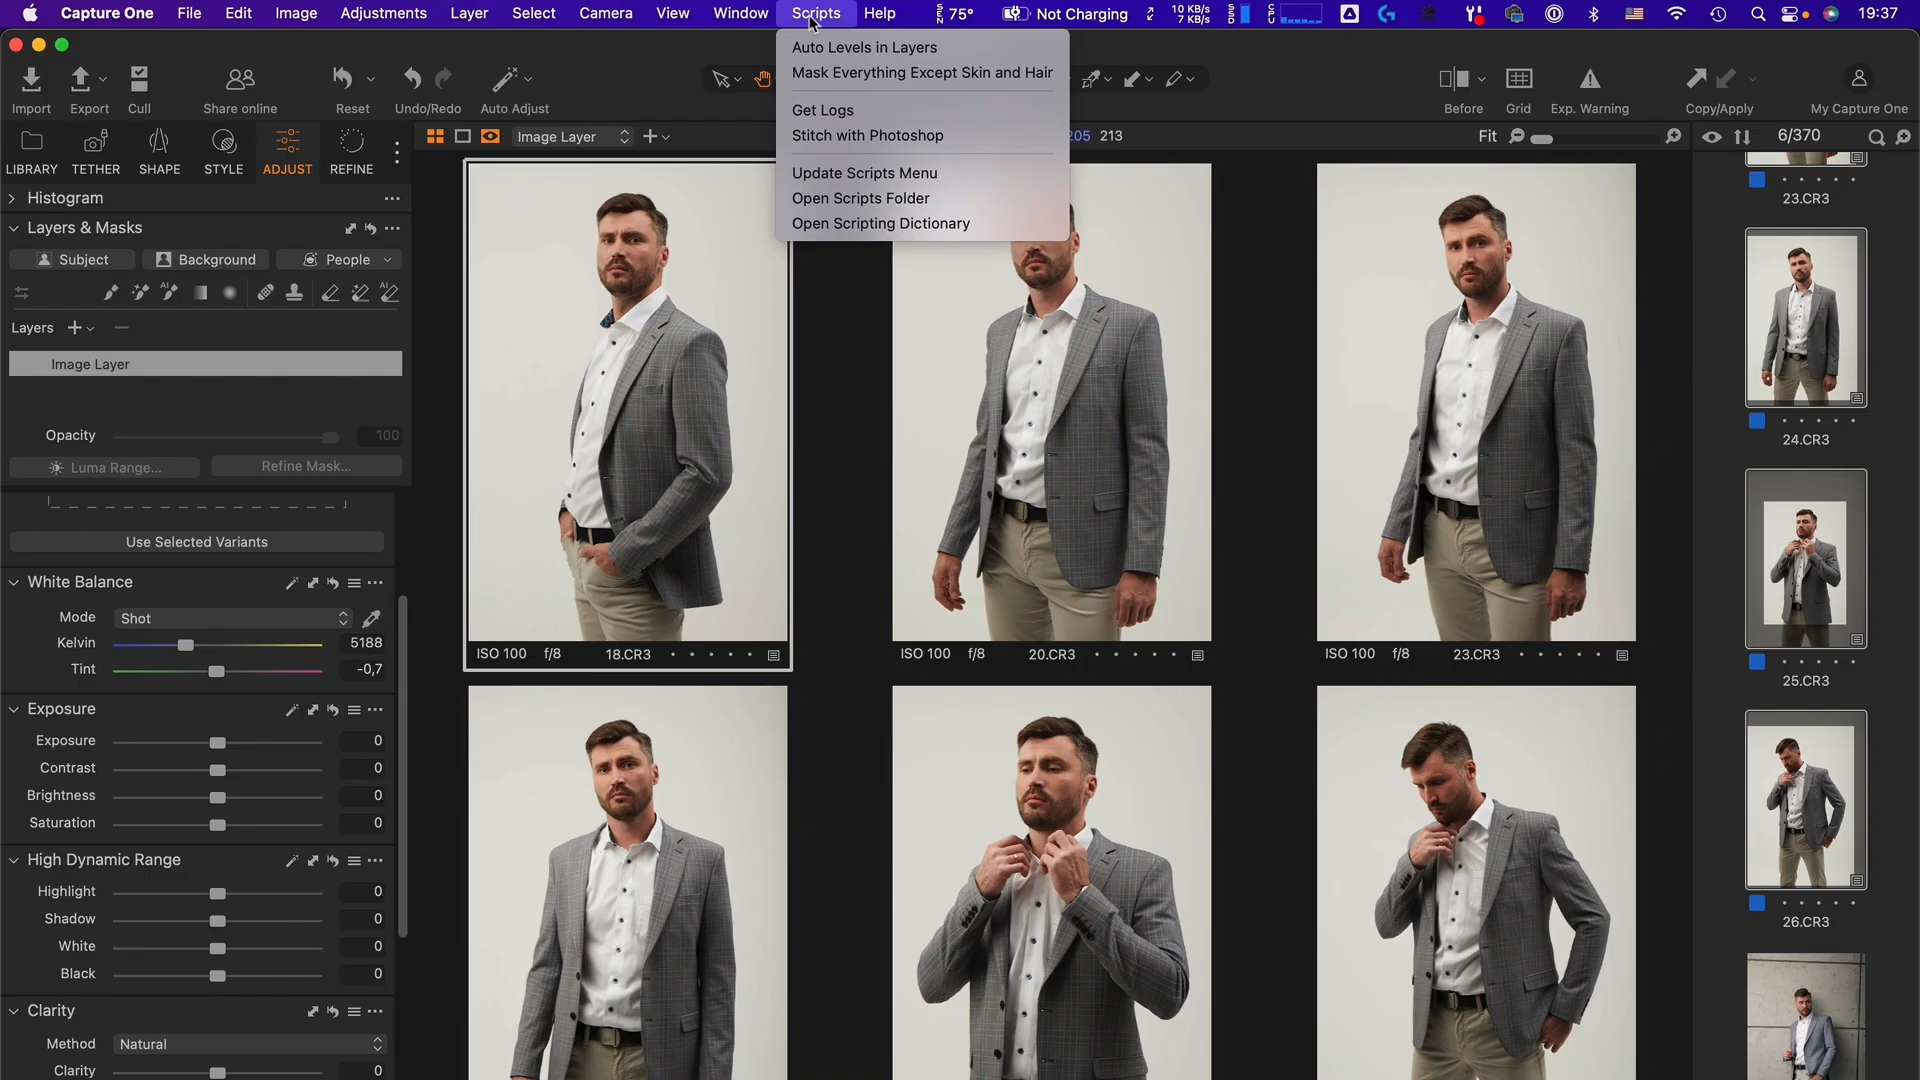 Capture One File Edit Image Adjustments Layer Select Camera View Window Scripts Help SEN 75° Not Charging 10 KB/s 7 KB/s SSD CPU 19:37
Auto Levels in Layers
Mask Everything Except Skin and Hair
Get Logs
Stitch with Photoshop
Update Scripts Menu
Open Scripts Folder
Open Scripting Dictionary
Import Export Cull Share online Reset Undo/Redo Auto Adjust Before Grid Exp. Warning Copy/Apply My Capture One
LIBRARY TETHER SHAPE STYLE ADJUST REFINE
Image Layer 205 213 Fit 6/370
Histogram
Layers & Masks
Subject Background People
Layers
Image Layer
Opacity 100
Luma Range... Refine Mask...
Use Selected Variants
White Balance
Mode Shot
Kelvin 5188
Tint -0,7
Exposure
Exposure 0
Contrast 0
Brightness 0
Saturation 0
High Dynamic Range
Highlight 0
Shadow 0
White 0
Black 0
Clarity
Method Natural
Clarity 0
ISO 100 f/8 18.CR3
ISO 100 f/8 20.CR3
ISO 100 f/8 23.CR3
23.CR3
24.CR3
25.CR3
26.CR3